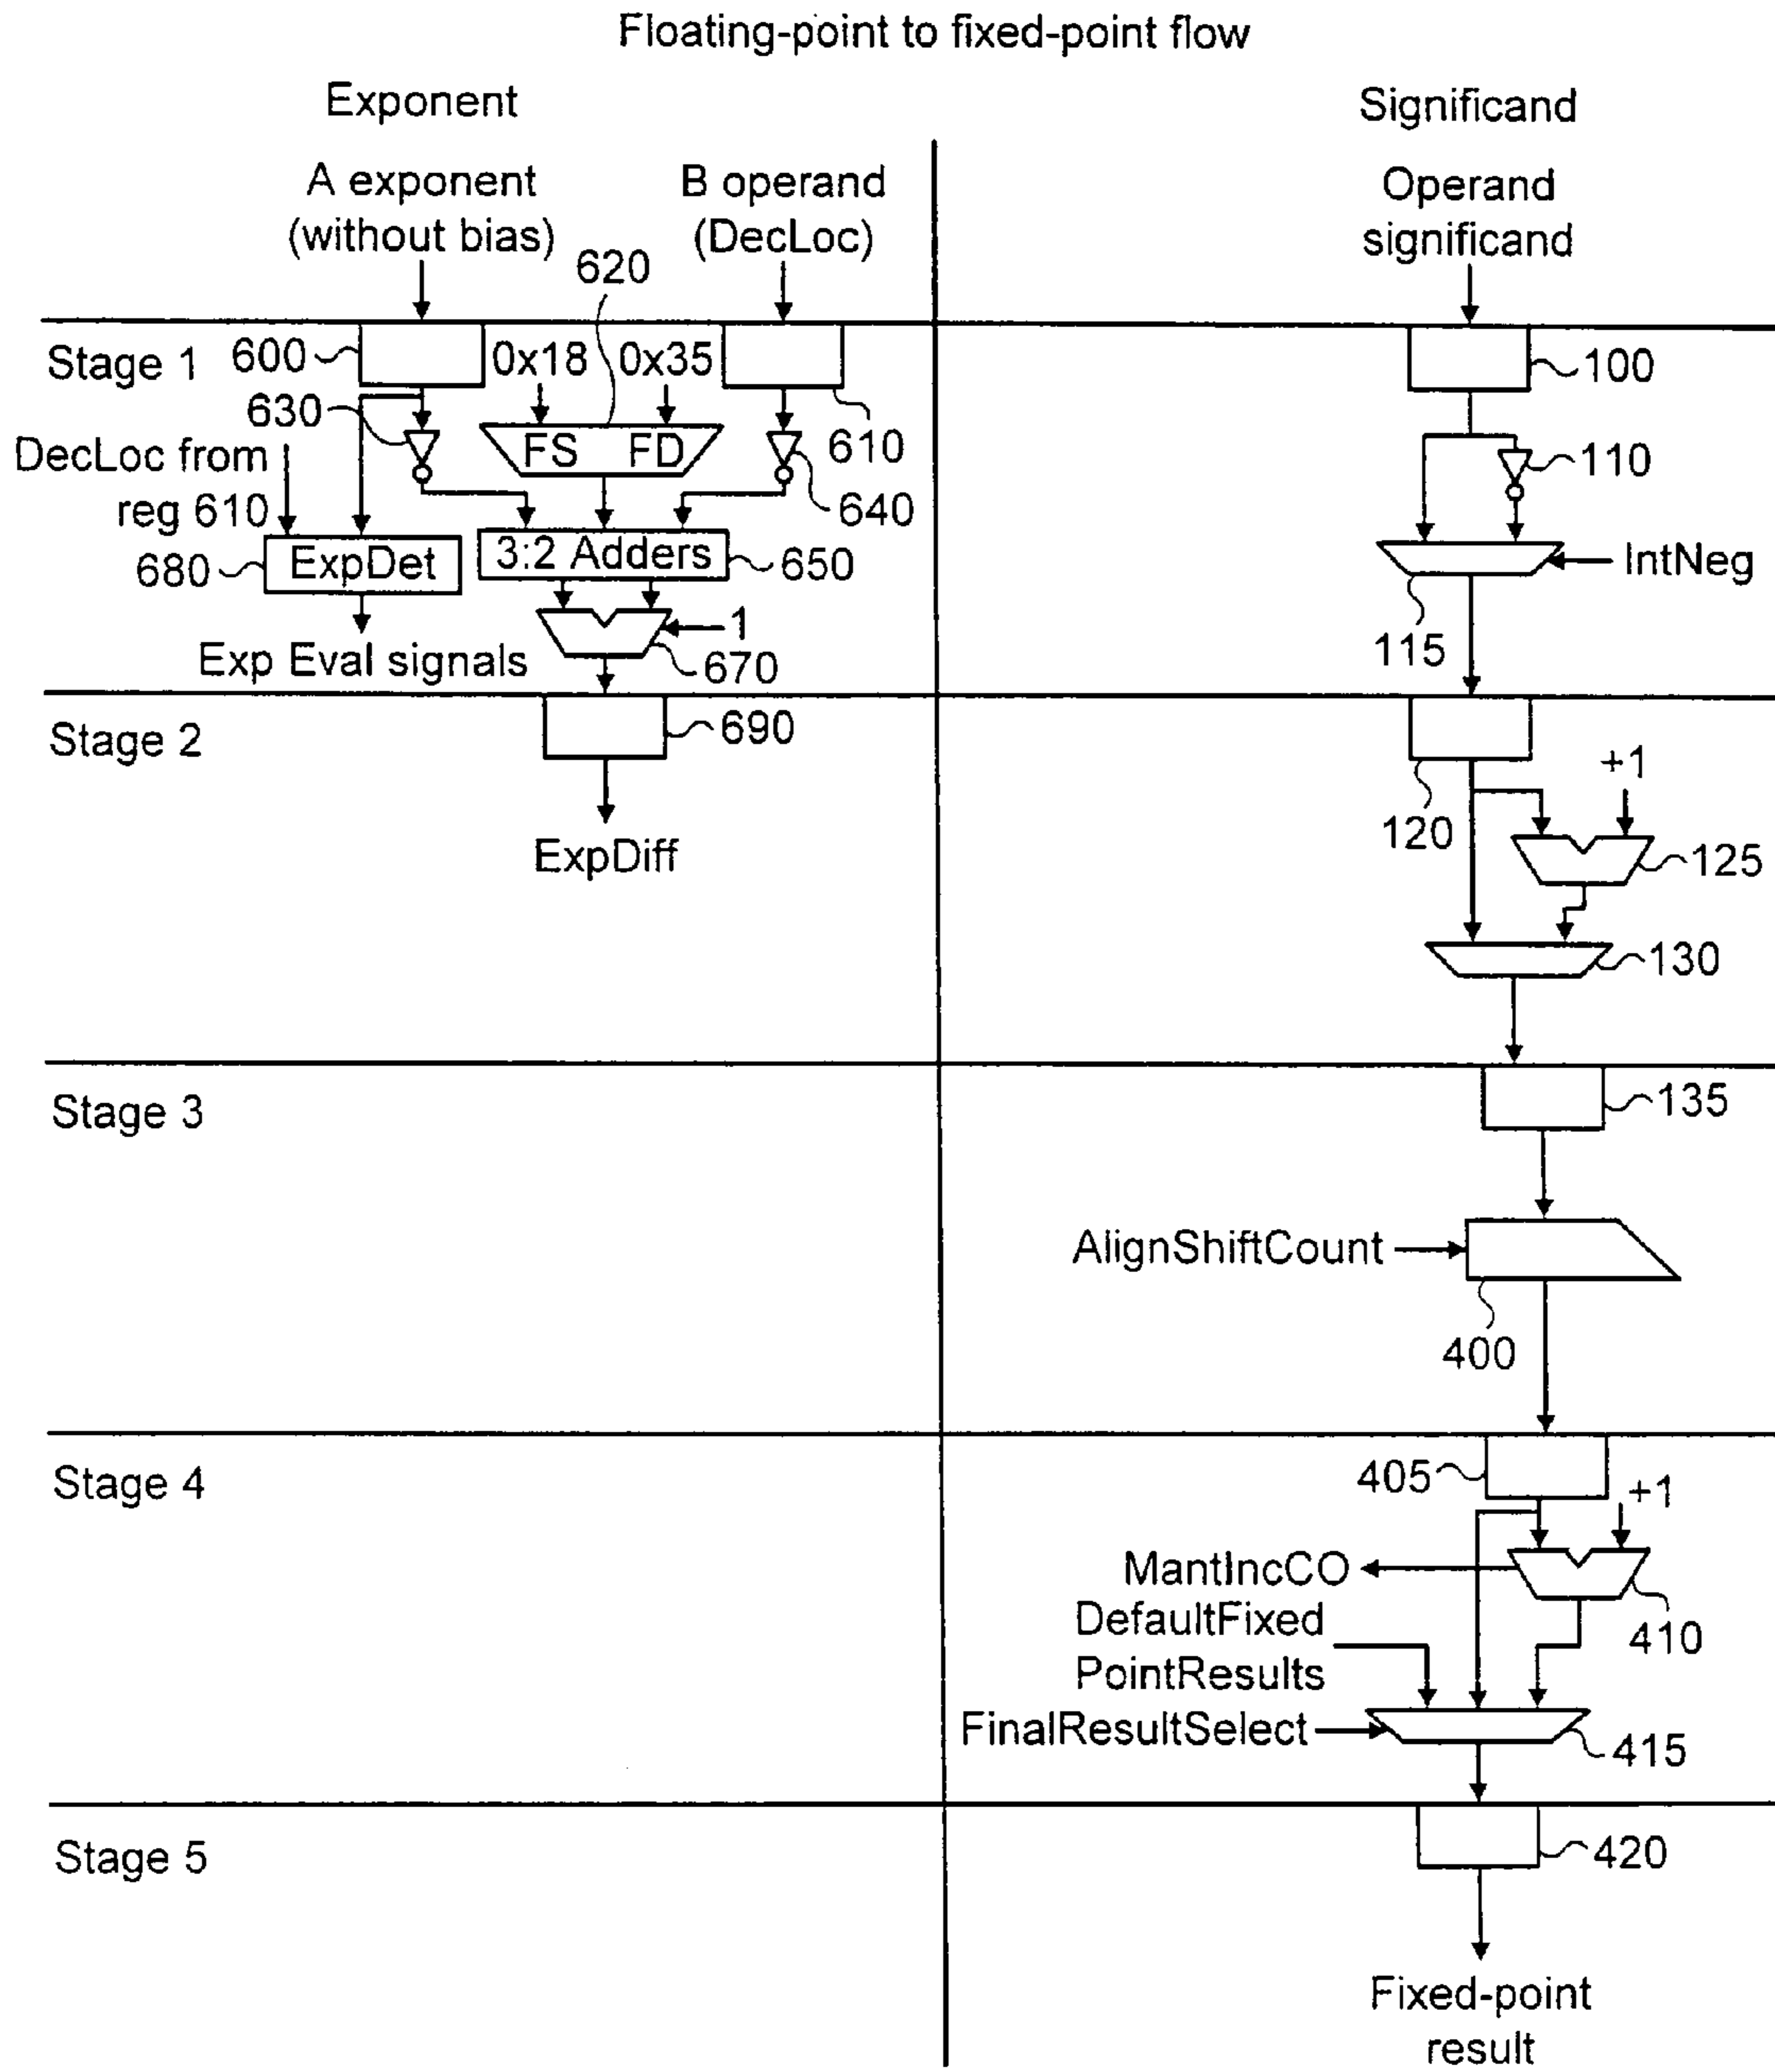 Floating-point to fixed-point flow
Exponent
Significand
A exponent
(without bias)
B operand
(DecLoc)
Operand
significand
620
Stage 1
600
0x18
0x35
100
630
FS
FD
610
110
DecLoc from
reg 610
640
680
ExpDet
3:2 Adders
650
IntNeg
1
115
Exp Eval signals
670
Stage 2
690
+1
120
125
ExpDiff
130
Stage 3
135
AlignShiftCount
400
Stage 4
405
+1
MantIncCO
DefaultFixed
PointResults
410
FinalResultSelect
415
Stage 5
420
Fixed-point
result